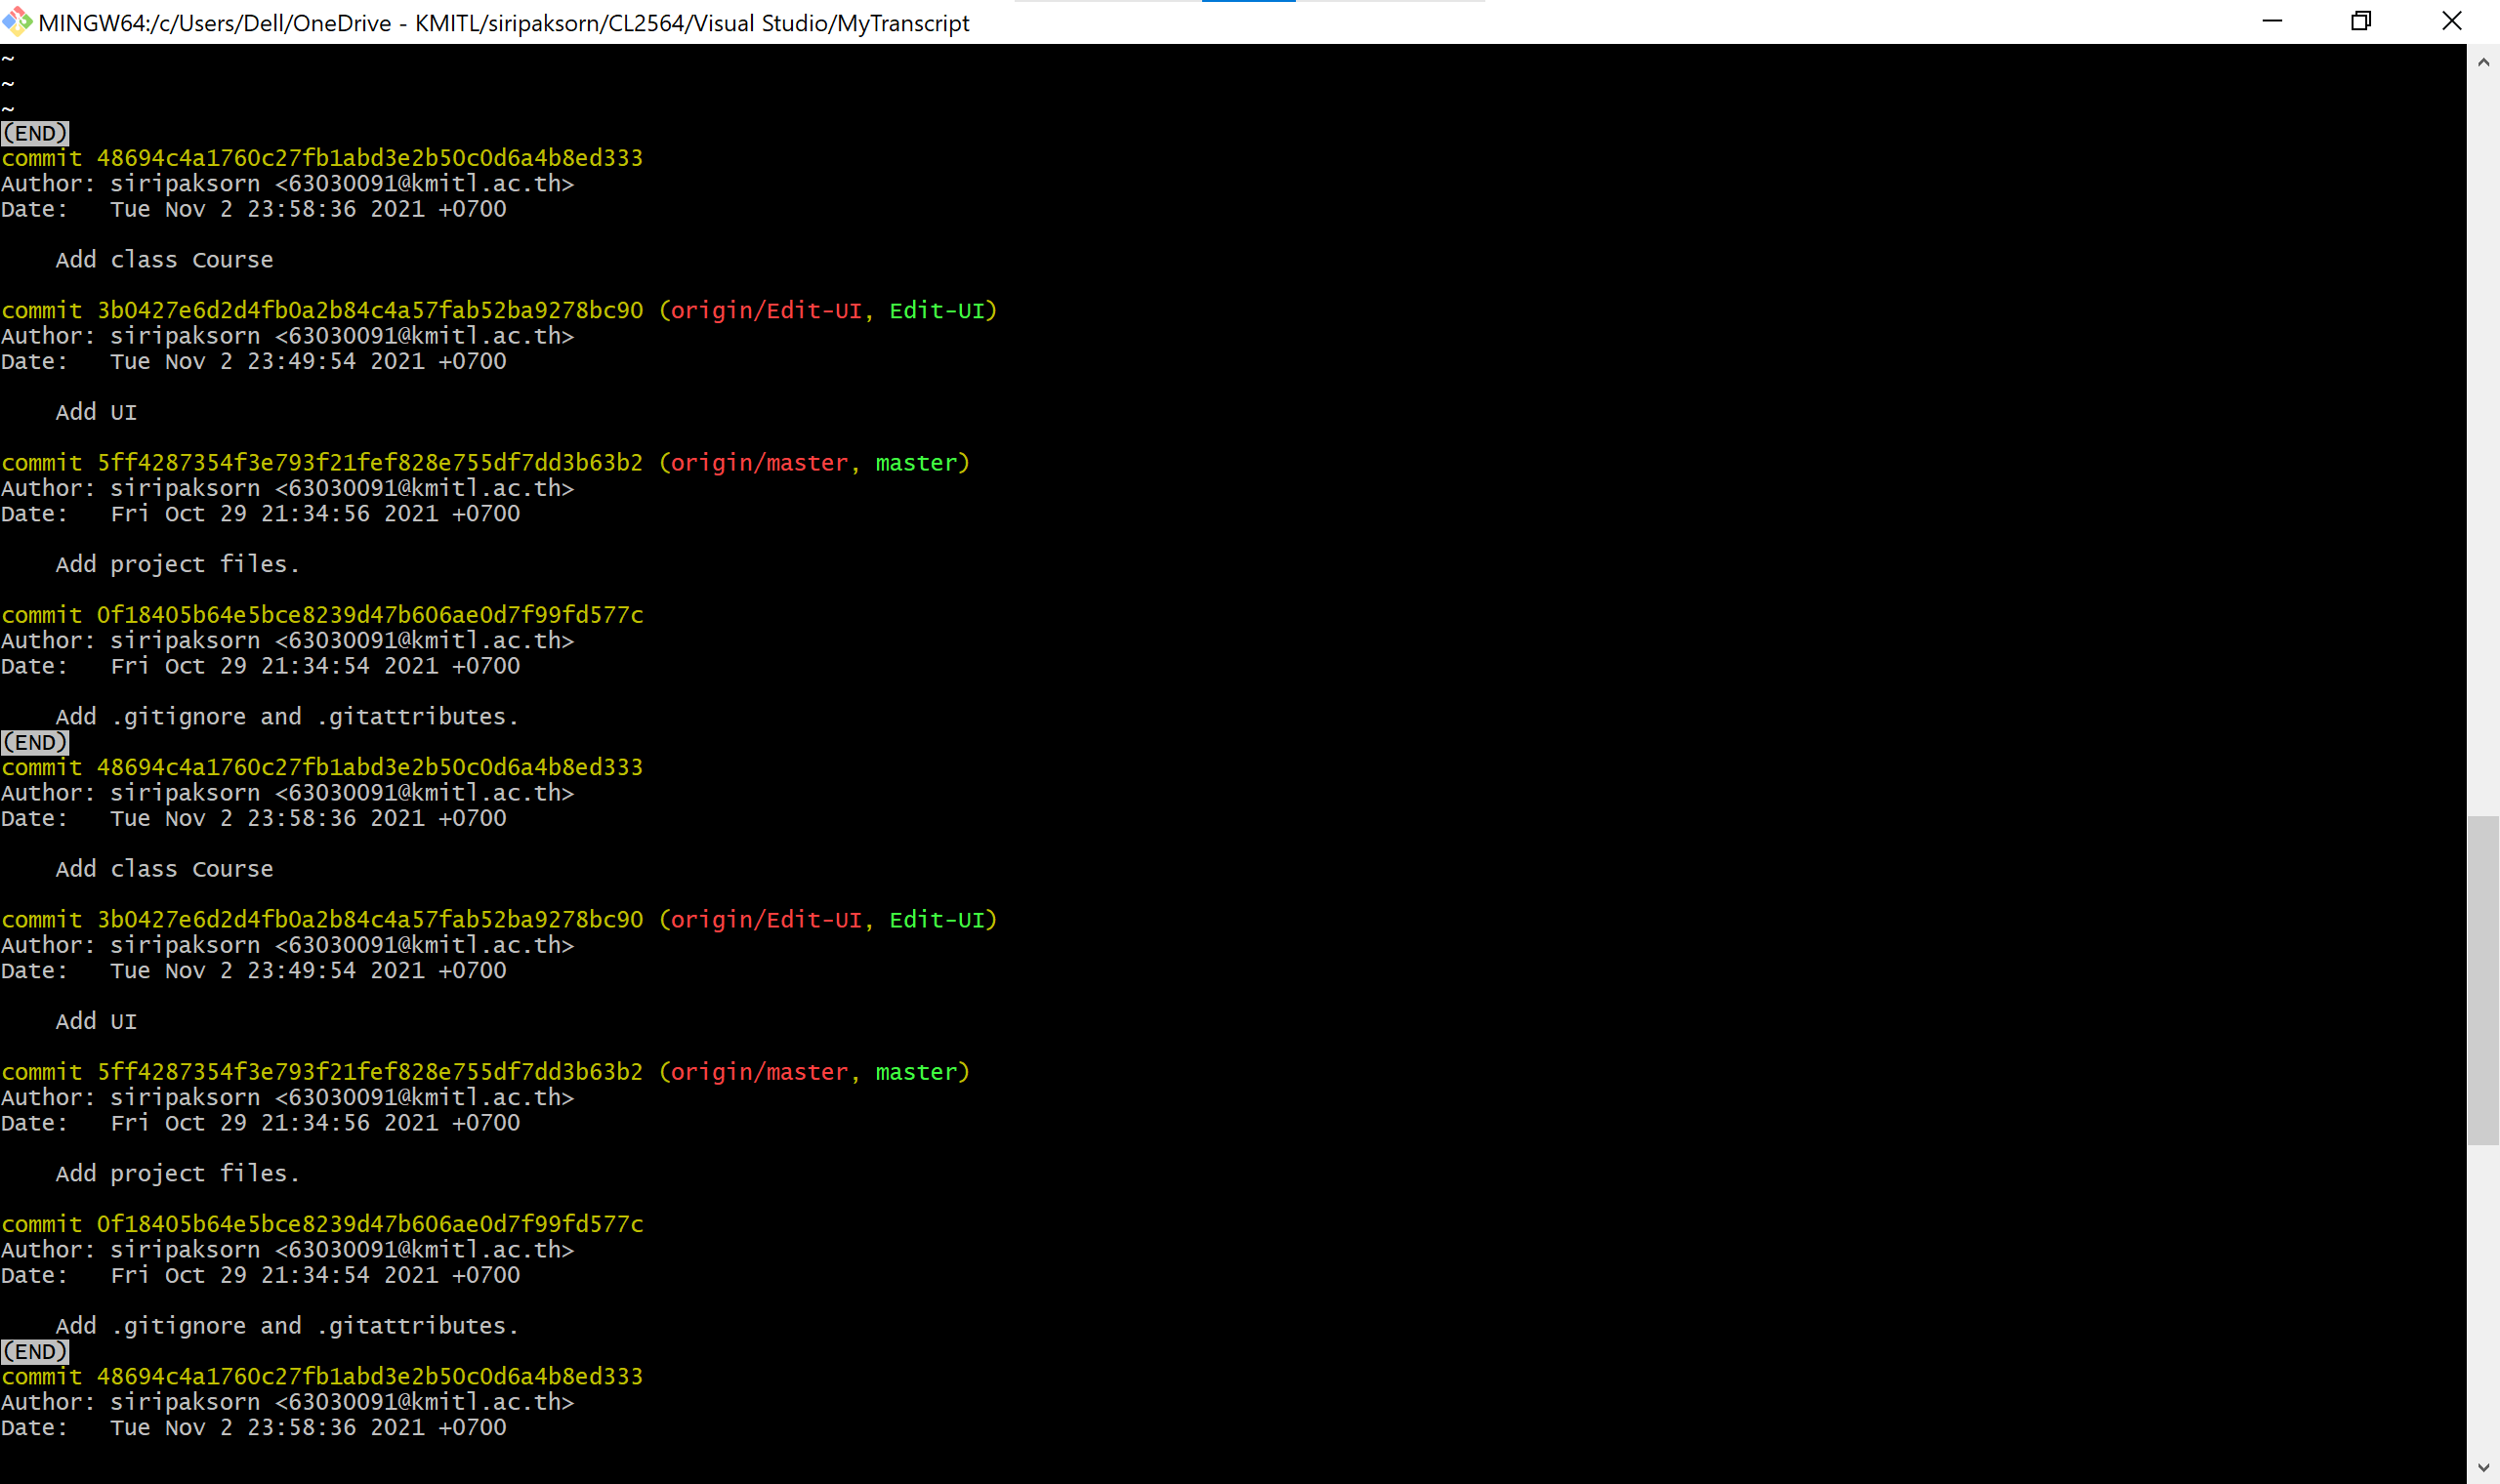 MINGW64:/c/Users/Dell/OneDrive - KMITL/siripaksorn/CL2564/Visual Studio/MyTranscript
~
~
~
(END)
commit 48694c4a1760c27fb1abd3e2b50c0d6a4b8ed333
Author: siripaksorn <63030091@kmitl.ac.th>
Date:   Tue Nov 2 23:58:36 2021 +0700
    Add class Course
commit 3b0427e6d2d4fb0a2b84c4a57fab52ba9278bc90 (origin/Edit-UI, Edit-UI)
Author: siripaksorn <63030091@kmitl.ac.th>
Date:   Tue Nov 2 23:49:54 2021 +0700
    Add UI
commit 5ff4287354f3e793f21fef828e755df7dd3b63b2 (origin/master, master)
Author: siripaksorn <63030091@kmitl.ac.th>
Date:   Fri Oct 29 21:34:56 2021 +0700
    Add project files.
commit 0f18405b64e5bce8239d47b606ae0d7f99fd577c
Author: siripaksorn <63030091@kmitl.ac.th>
Date:   Fri Oct 29 21:34:54 2021 +0700
    Add .gitignore and .gitattributes.
(END)
commit 48694c4a1760c27fb1abd3e2b50c0d6a4b8ed333
Author: siripaksorn <63030091@kmitl.ac.th>
Date:   Tue Nov 2 23:58:36 2021 +0700
    Add class Course
commit 3b0427e6d2d4fb0a2b84c4a57fab52ba9278bc90 (origin/Edit-UI, Edit-UI)
Author: siripaksorn <63030091@kmitl.ac.th>
Date:   Tue Nov 2 23:49:54 2021 +0700
    Add UI
commit 5ff4287354f3e793f21fef828e755df7dd3b63b2 (origin/master, master)
Author: siripaksorn <63030091@kmitl.ac.th>
Date:   Fri Oct 29 21:34:56 2021 +0700
    Add project files.
commit 0f18405b64e5bce8239d47b606ae0d7f99fd577c
Author: siripaksorn <63030091@kmitl.ac.th>
Date:   Fri Oct 29 21:34:54 2021 +0700
    Add .gitignore and .gitattributes.
(END)
commit 48694c4a1760c27fb1abd3e2b50c0d6a4b8ed333
Author: siripaksorn <63030091@kmitl.ac.th>
Date:   Tue Nov 2 23:58:36 2021 +0700